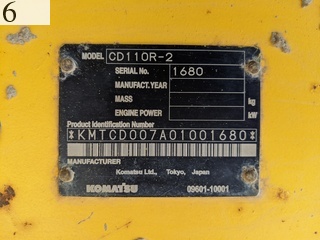 6
MODEL CD110R-2
SERIAL No. 1680
MANUFACT.YEAR
MASS kg
ENGINE POWER kW
Product Identification Number
*KMTCD007A01001680*
MANUFACTURER
Komatsu Ltd., Tokyo, Japan
KOMATSU 09601-10001